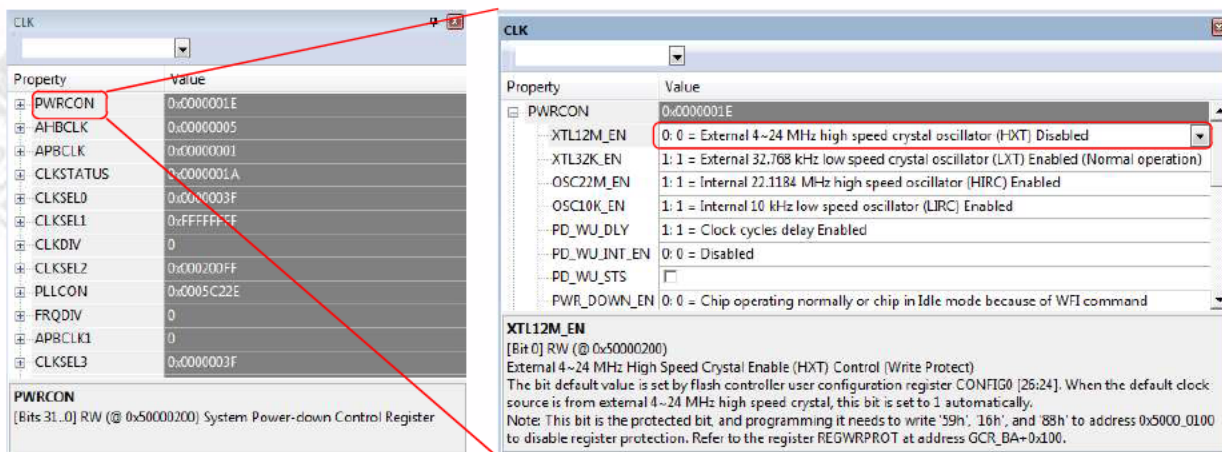 CLK
Property Value
PWRCON 0x0000001E
AHBCLK 0x00000005
APBCLK 0x00000001
CLKSTATUS 0x0000001A
CLKSEL0 0x0000003F
CLKSEL1 0xFFFFFFFF
CLKDIV 0
CLKSEL2 0x000200FF
PLLCON 0x0005C22E
FRQDIV 0
APBCLK1 0
CLKSEL3 0x0000003F
PWRCON
[Bits 31..0] RW (@ 0x50000200) System Power-down Control Register
CLK
Property Value
PWRCON 0x0000001E
XTL12M_EN 0: 0 = External 4~24 MHz high speed crystal oscillator (HXT) Disabled
XTL32K_EN 1: 1 = External 32.768 kHz low speed crystal oscillator (LXT) Enabled (Normal operation)
OSC22M_EN 1: 1 = Internal 22.1184 MHz high speed oscillator (HIRC) Enabled
OSC10K_EN 1: 1 = Internal 10 kHz low speed oscillator (LIRC) Enabled
PD_WU_DLY 1: 1 = Clock cycles delay Enabled
PD_WU_INT_EN 0: 0 = Disabled
PD_WU_STS
PWR_DOWN_EN 0: 0 = Chip operating normally or chip in Idle mode because of WFI command
XTL12M_EN
[Bit 0] RW (@ 0x50000200)
External 4~24 MHz High Speed Crystal Enable (HXT) Control (Write Protect)
The bit default value is set by flash controller user configuration register CONFIG0 [26:24]. When the default clock
source is from external 4~24 MHz high speed crystal, this bit is set to 1 automatically.
Note: This bit is the protected bit, and programming it needs to write '59h', '16h', and '88h' to address 0x5000_0100
to disable register protection. Refer to the register REGWRPROT at address GCR_BA+0x100.